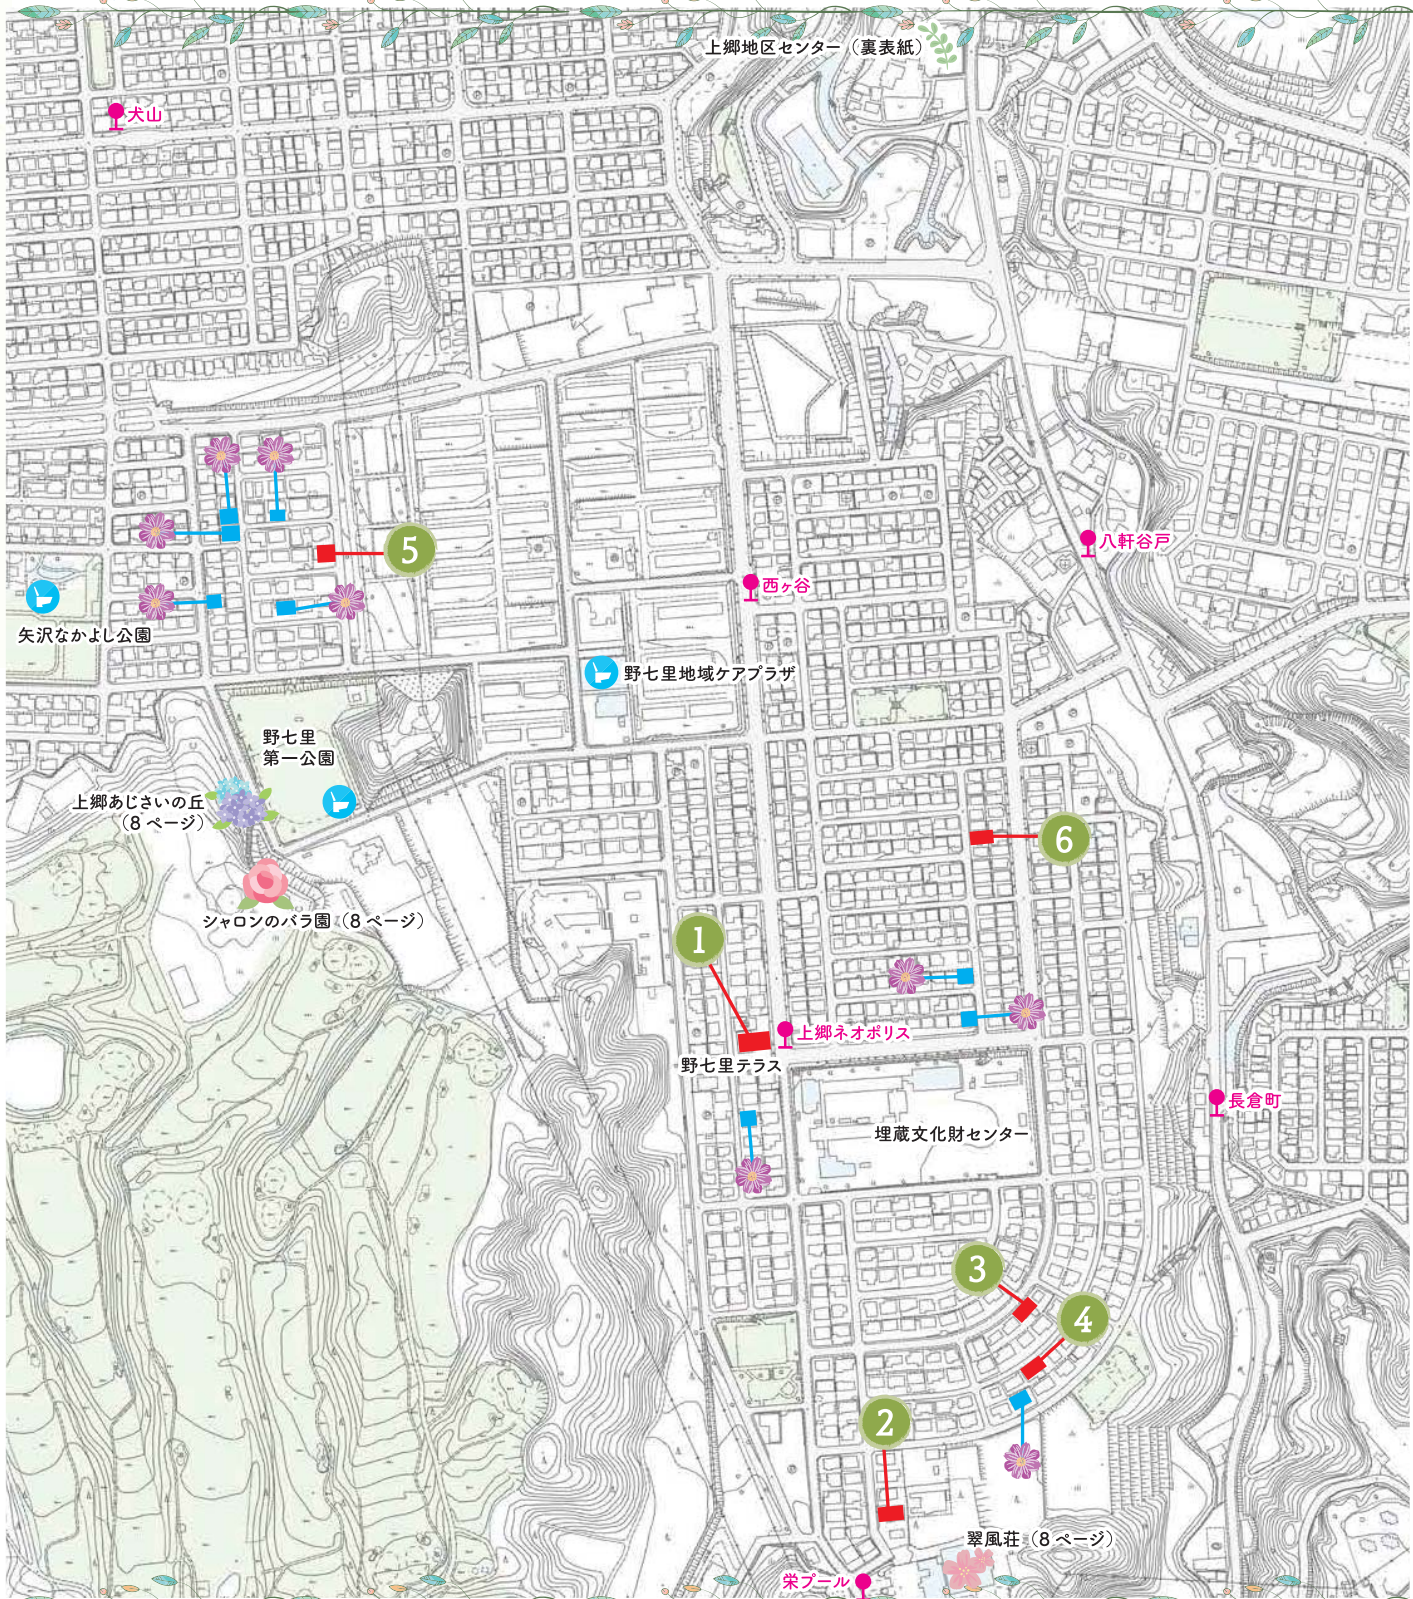 上郷地区センター（裏表紙）
犬山
5
八軒谷戸
西ヶ谷
矢沢なかよし公園
野七里地域ケアプラザ
野七里
第一公園
上郷あじさいの丘
（8ページ）
6
シャロンのバラ園（8ページ）
1
上郷ネオポリス
野七里テラス
長倉町
埋蔵文化財センター
3
4
2
翠風荘（8ページ）
栄プール